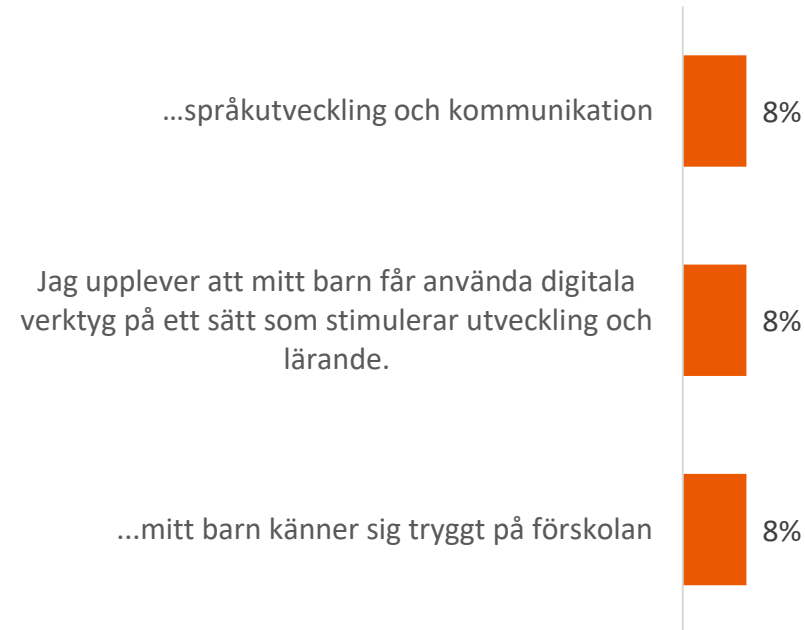 ...språkutveckling och kommunikation
8%
Jag upplever att mitt barn får använda digitala
verktyg på ett sätt som stimulerar utveckling och
lärande.
8%
...mitt barn känner sig tryggt på förskolan
8%